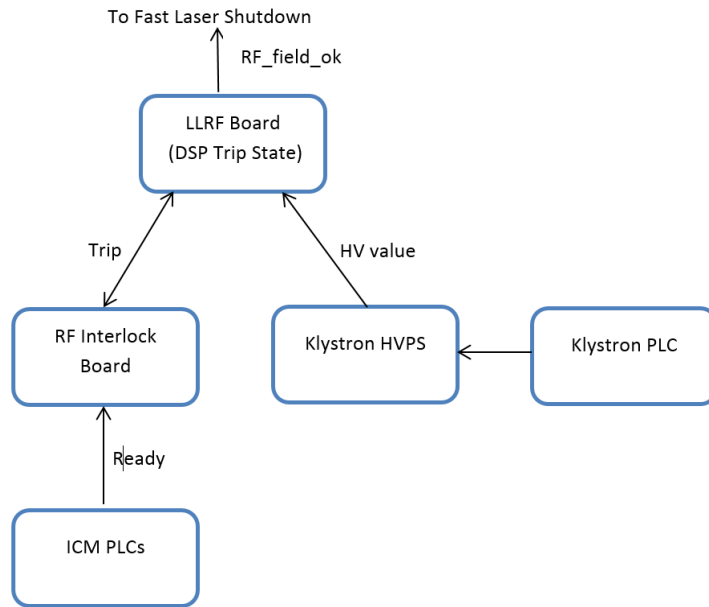 To Fast Laser Shutdown
RF_field_ok
LLRF Board
(DSP Trip State)
Trip
HV value
RF Interlock
Board
Klystron HVPS
Klystron PLC
Ready
ICM PLCs